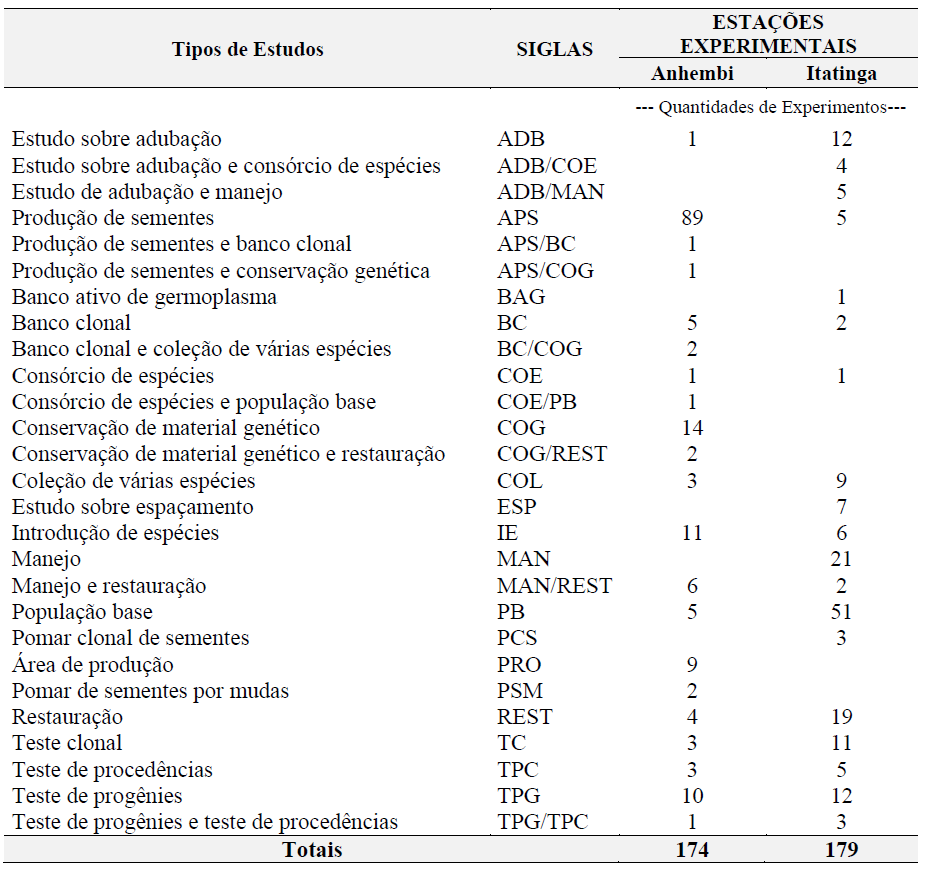 Tipos de Estudos SIGLAS ESTAÇÕES EXPERIMENTAIS
Anhembi Itatinga
--- Quantidades de Experimentos---
Estudo sobre adubação ADB 1 12
Estudo sobre adubação e consórcio de espécies ADB/COE 4
Estudo de adubação e manejo ADB/MAN 5
Produção de sementes APS 89 5
Produção de sementes e banco clonal APS/BC 1
Produção de sementes e conservação genética APS/COG 1
Banco ativo de germoplasma BAG 1
Banco clonal BC 5 2
Banco clonal e coleção de várias espécies BC/COG 2
Consórcio de espécies COE 1 1
Consórcio de espécies e população base COE/PB 1
Conservação de material genético COG 14
Conservação de material genético e restauração COG/REST 2
Coleção de várias espécies COL 3 9
Estudo sobre espaçamento ESP 7
Introdução de espécies IE 11 6
Manejo MAN 21
Manejo e restauração MAN/REST 6 2
População base PB 5 51
Pomar clonal de sementes PCS 3
Área de produção PRO 9
Pomar de sementes por mudas PSM 2
Restauração REST 4 19
Teste clonal TC 3 11
Teste de procedências TPC 3 5
Teste de progênies TPG 10 12
Teste de progênies e teste de procedências TPG/TPC 1 3
Totais 174 179